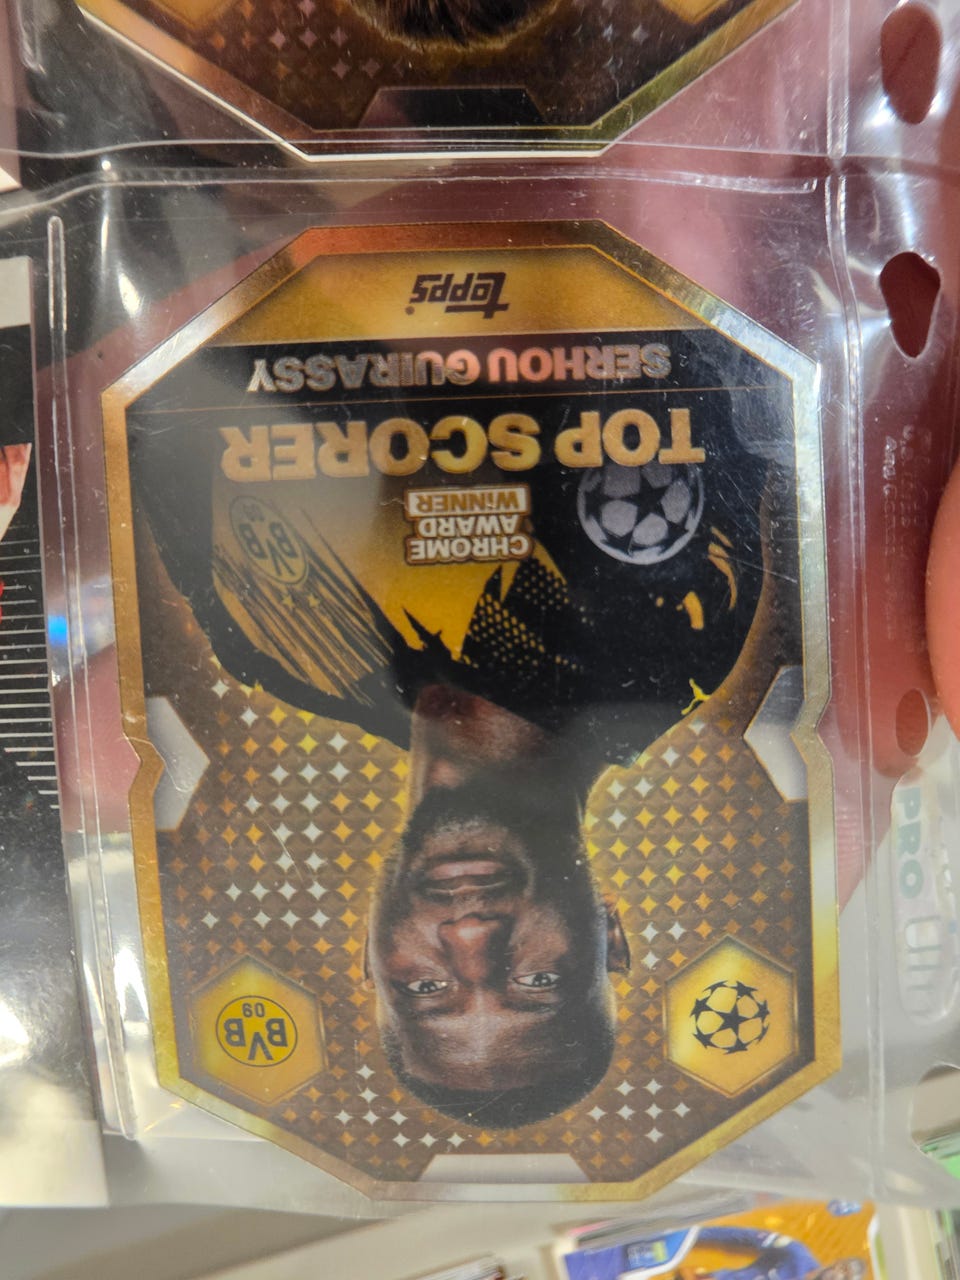 BVB
09
BVB
09
CHROME
AWARD
WINNER
TOP SCORER
SERHOU GUIRASSY
topps
PRO